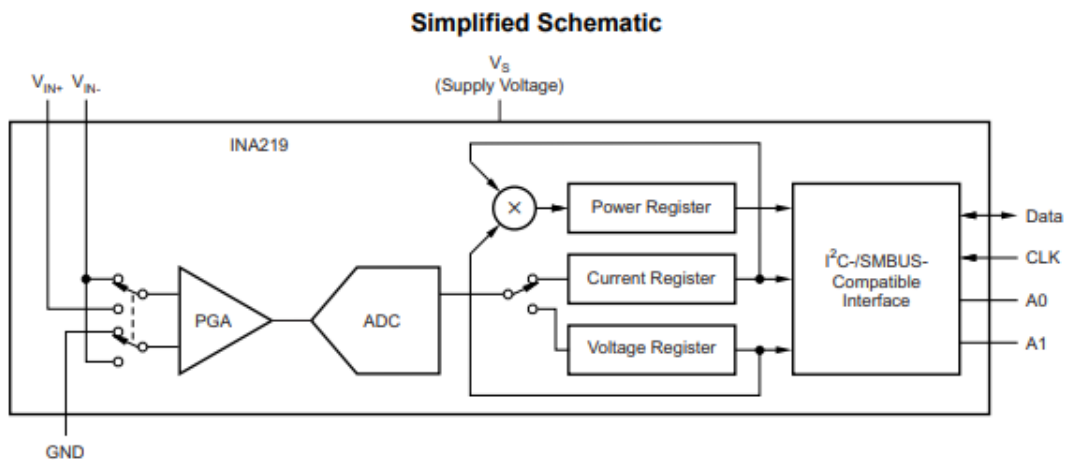 Simplified Schematic
VIN+ VIN-
VS
(Supply Voltage)
INA219
×
Power Register
Current Register
Voltage Register
PGA
ADC
I²C-/SMBUS-
Compatible
Interface
Data
CLK
A0
A1
GND